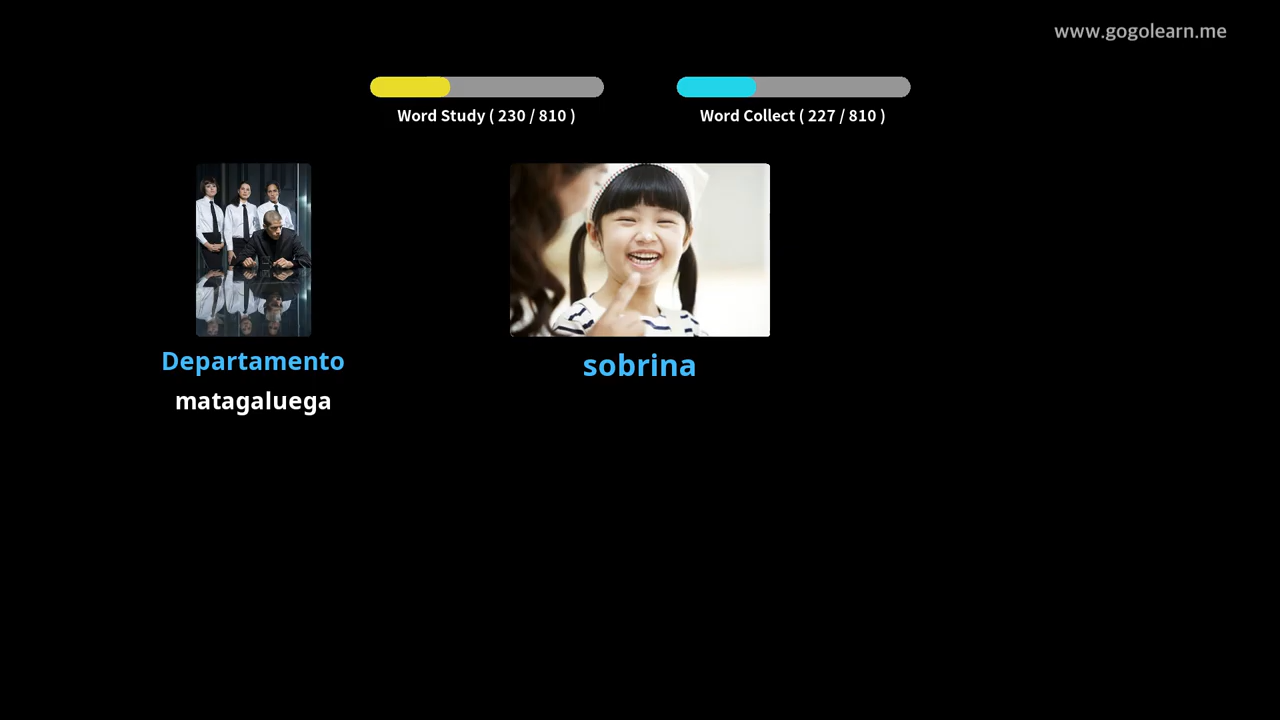 www.gogolearn.me
Word Study ( 230 / 810 )
Word Collect ( 227 / 810 )
Departamento
matagaluega
sobrina